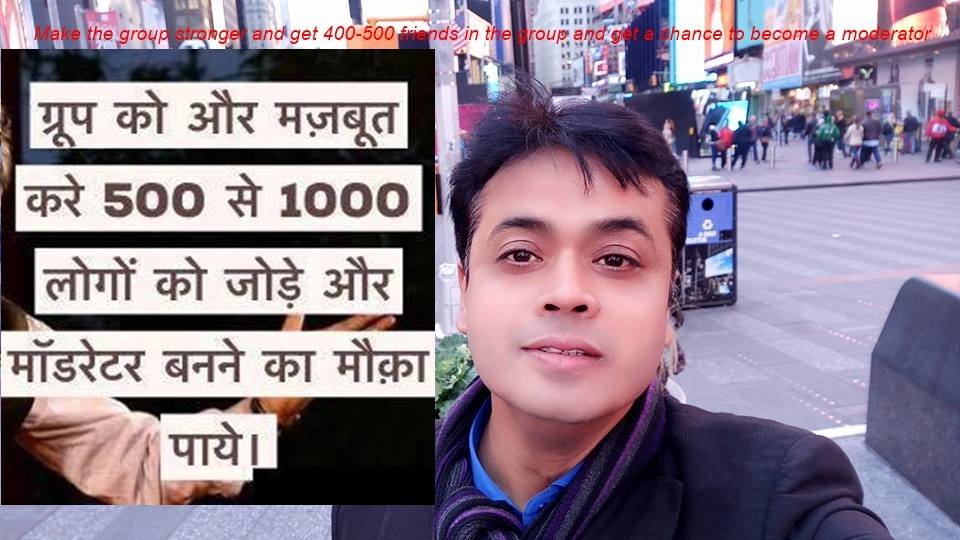 Make the group stronger and get 400-500 friends in the group and get a chance to become a moderator
ग्रूप को और मज़बूत
करे 500 से 1000
लोगों को जोड़े और
मॉडरेटर बनने का मौक़ा
पाये।